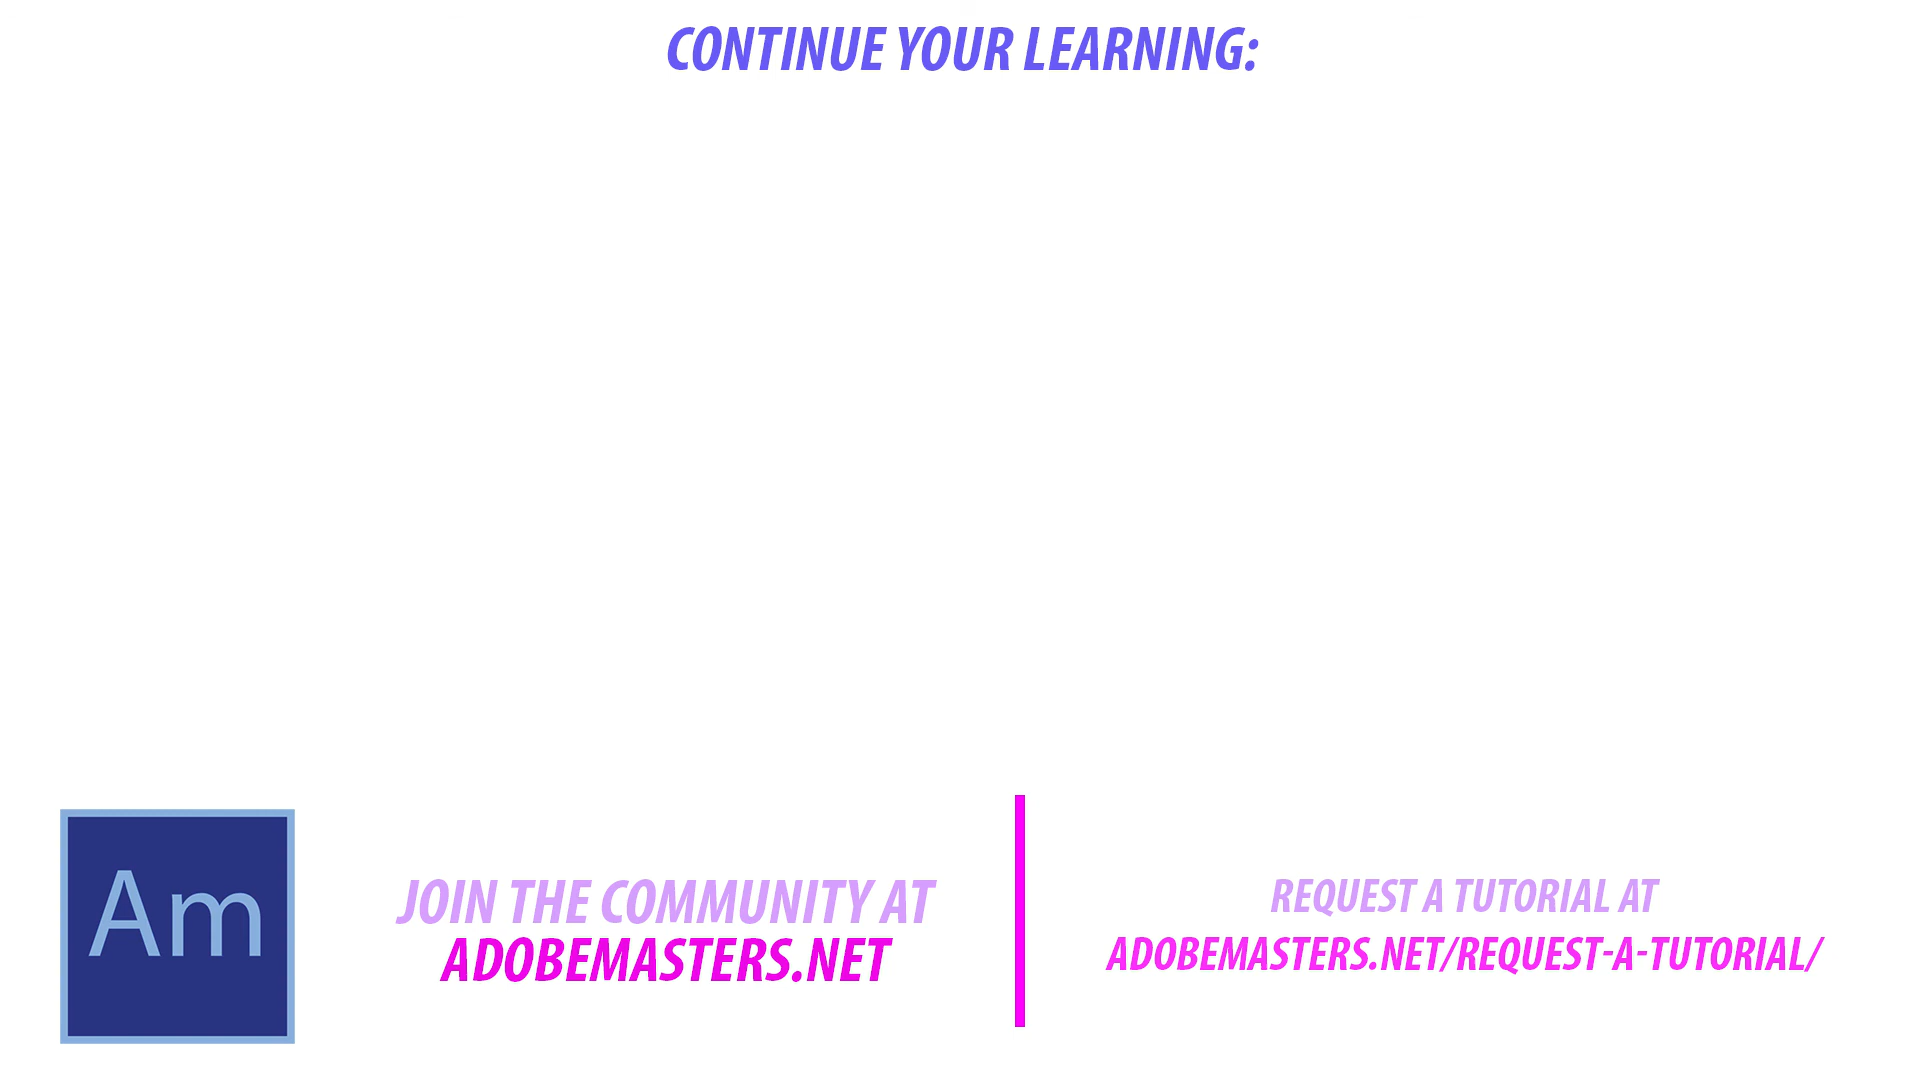 CONTINUE YOUR LEARNING:
Am
JOIN THE COMMUNITY AT
ADOBEMASTERS.NET
REQUEST A TUTORIAL AT
ADOBEMASTERS.NET/REQUEST-A-TUTORIAL/